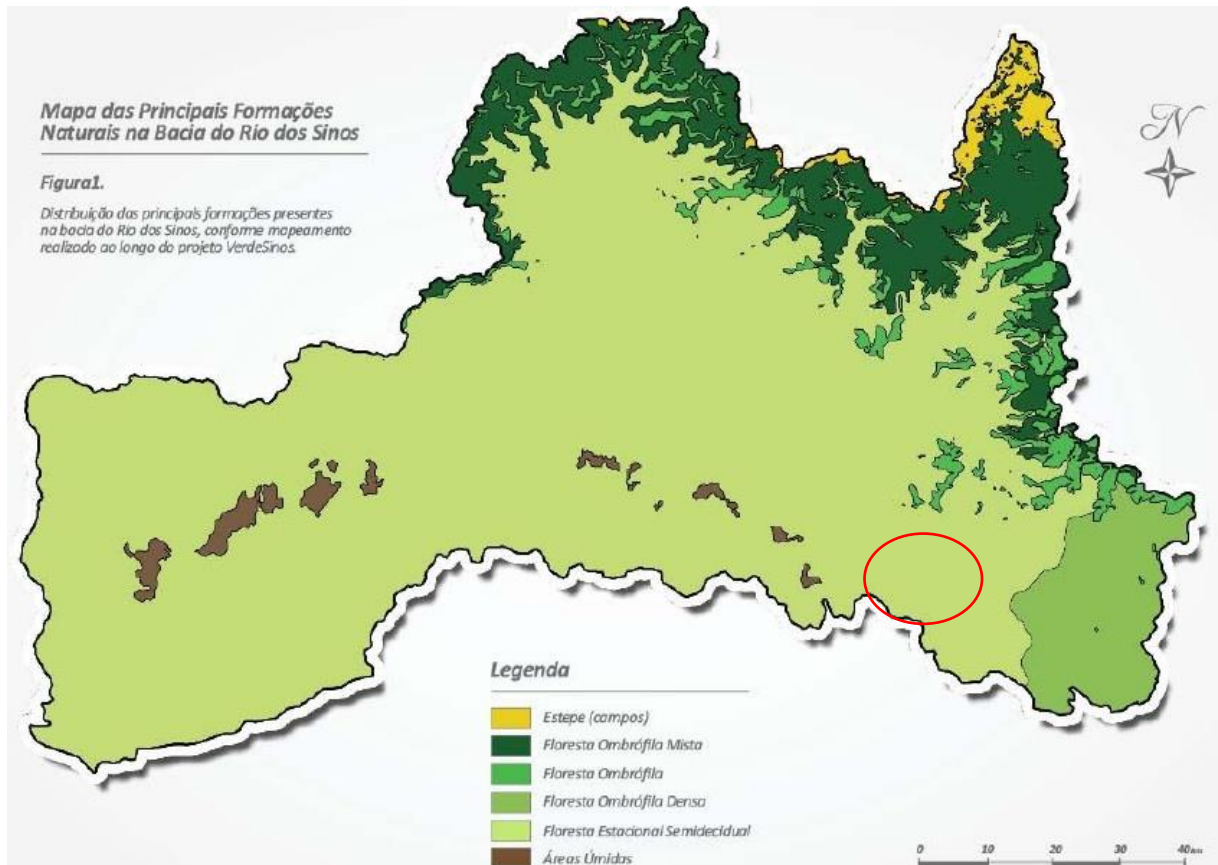 Mapa das Principais Formações
Naturais na Bacia do Rio dos Sinos
Figura1.
Distribuição das principais formações presentes
na bacia do Rio dos Sinos, conforme mapeamento
realizado ao longo do projeto VerdeSinos.
N
Legenda
Estepe (campos)
Floresta Ombrófila Mista
Floresta Ombrófila
Floresta Ombrófila Densa
Floresta Estacional Semidecidual
Áreas Úmidas
0 10 20 30 40 km